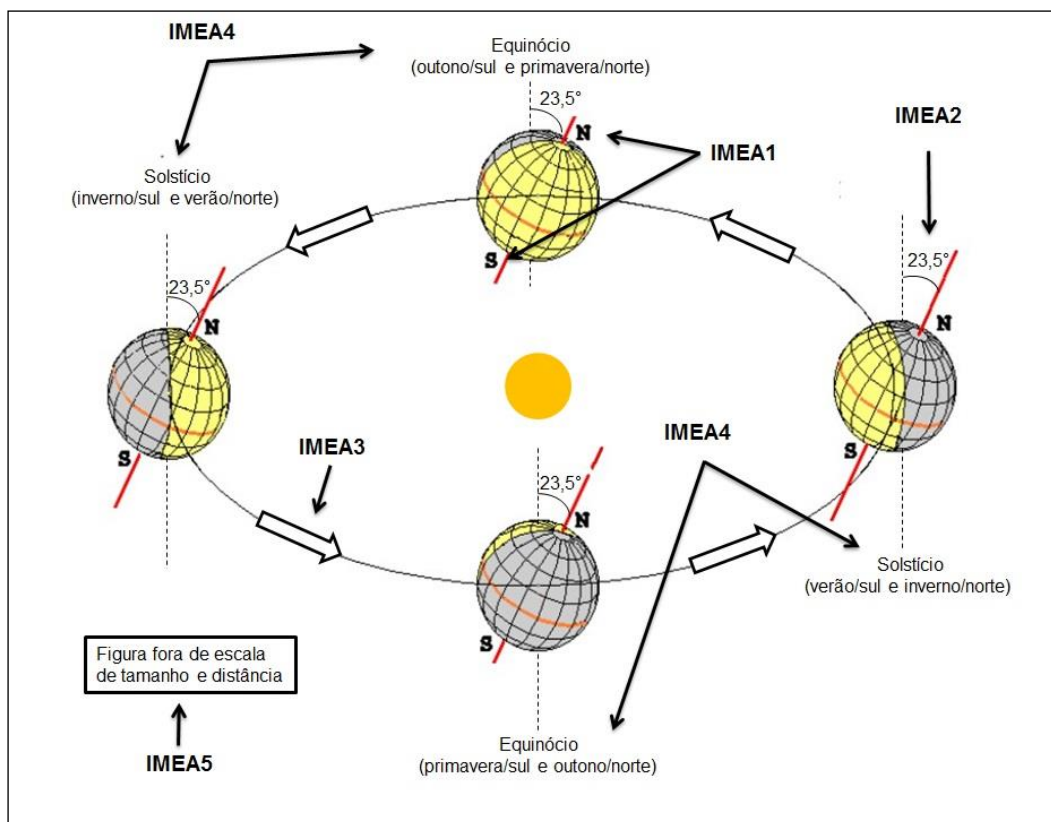 IMEA4
Equinócio
(outono/sul e primavera/norte)
23,5°
N
S
IMEA1
IMEA2
Solstício
(inverno/sul e verão/norte)
23,5°
N
S
23,5°
N
S
IMEA3
IMEA4
23,5°
N
S
Solstício
(verão/sul e inverno/norte)
Figura fora de escala
de tamanho e distância
IMEA5
Equinócio
(primavera/sul e outono/norte)